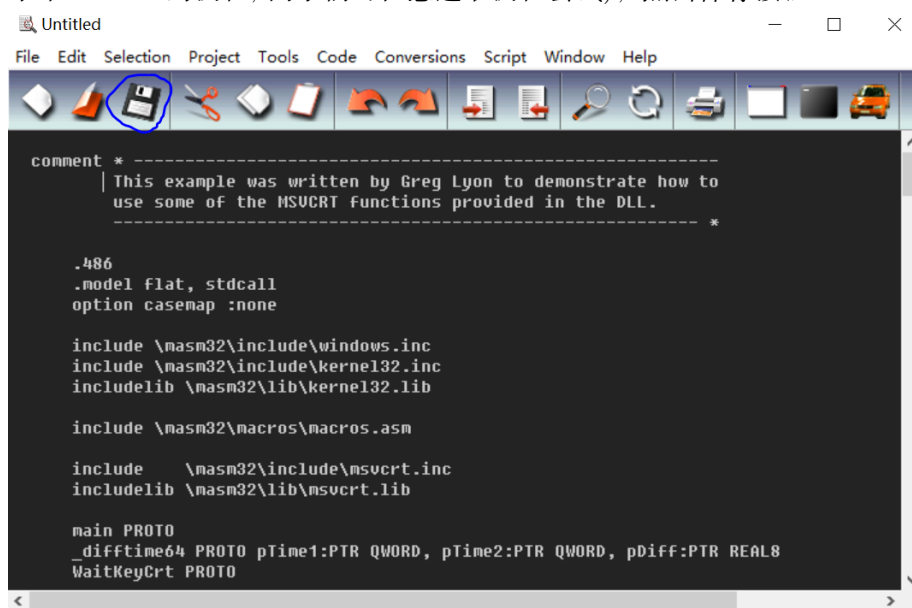 Untitled
File Edit Selection Project Tools Code Conversions Script Window Help
comment * ---------------------------------------------------------
This example was written by Greg Lyon to demonstrate how to
use some of the MSVCRT functions provided in the DLL.
--------------------------------------------------------- *
.486
.model flat, stdcall
option casemap :none
include \masm32\include\windows.inc
include \masm32\include\kernel32.inc
includelib \masm32\lib\kernel32.lib
include \masm32\macros\macros.asm
include    \masm32\include\msvcrt.inc
includelib \masm32\lib\msvcrt.lib
main PROTO
_difftime64 PROTO pTime1:PTR QWORD, pTime2:PTR QWORD, pDiff:PTR REAL8
WaitKeyCrt PROTO